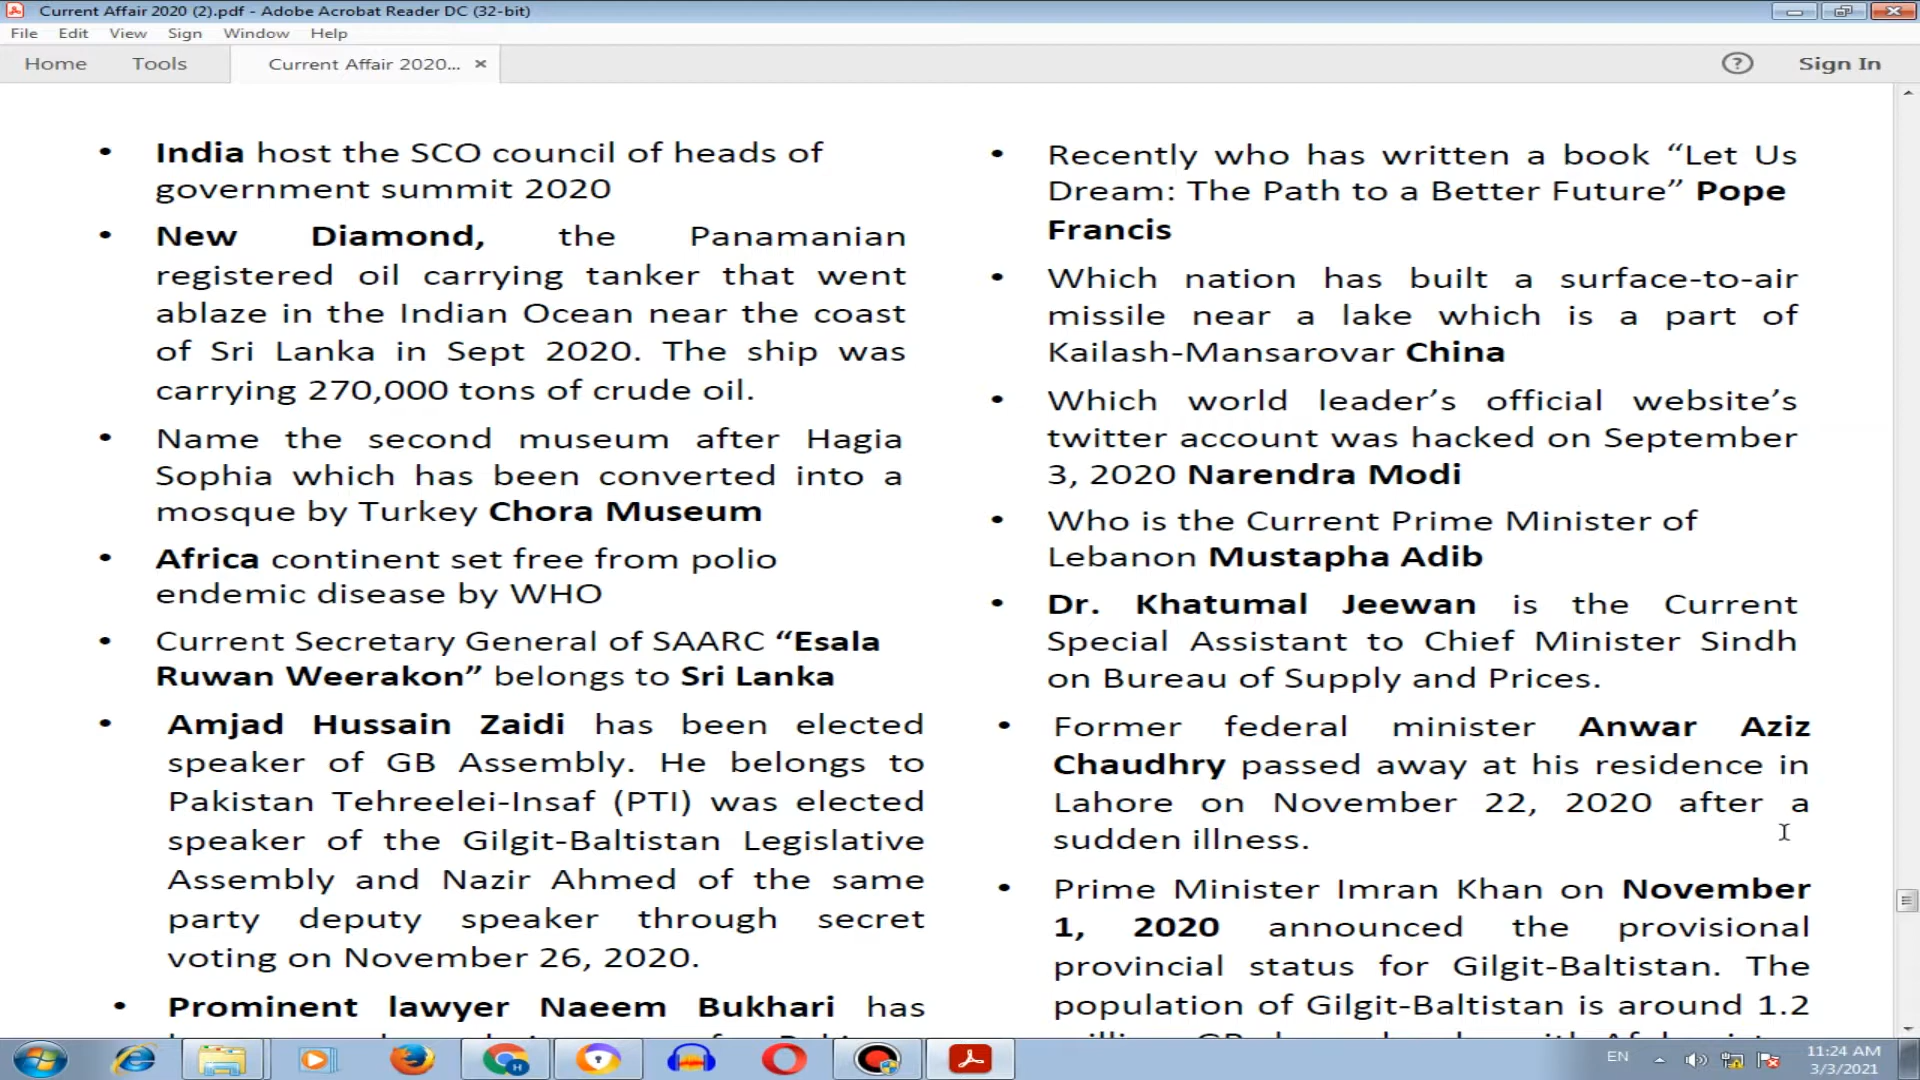 Current Affair 2020 (2).pdf - Adobe Acrobat Reader DC (32-bit)
File Edit View Sign Window Help
Home Tools Current Affair 2020... × ? Sign In
• India host the SCO council of heads of
government summit 2020
• New Diamond, the Panamanian
registered oil carrying tanker that went
ablaze in the Indian Ocean near the coast
of Sri Lanka in Sept 2020. The ship was
carrying 270,000 tons of crude oil.
• Name the second museum after Hagia
Sophia which has been converted into a
mosque by Turkey Chora Museum
• Africa continent set free from polio
endemic disease by WHO
• Current Secretary General of SAARC “Esala
Ruwan Weerakon” belongs to Sri Lanka
• Amjad Hussain Zaidi has been elected
speaker of GB Assembly. He belongs to
Pakistan Tehreelei-Insaf (PTI) was elected
speaker of the Gilgit-Baltistan Legislative
Assembly and Nazir Ahmed of the same
party deputy speaker through secret
voting on November 26, 2020.
• Prominent lawyer Naeem Bukhari has
• Recently who has written a book “Let Us
Dream: The Path to a Better Future” Pope
Francis
• Which nation has built a surface-to-air
missile near a lake which is a part of
Kailash-Mansarovar China
• Which world leader’s official website’s
twitter account was hacked on September
3, 2020 Narendra Modi
• Who is the Current Prime Minister of
Lebanon Mustapha Adib
• Dr. Khatumal Jeewan is the Current
Special Assistant to Chief Minister Sindh
on Bureau of Supply and Prices.
• Former federal minister Anwar Aziz
Chaudhry passed away at his residence in
Lahore on November 22, 2020 after a
sudden illness.
• Prime Minister Imran Khan on November
1, 2020 announced the provisional
provincial status for Gilgit-Baltistan. The
population of Gilgit-Baltistan is around 1.2
EN
11:24 AM
3/3/2021